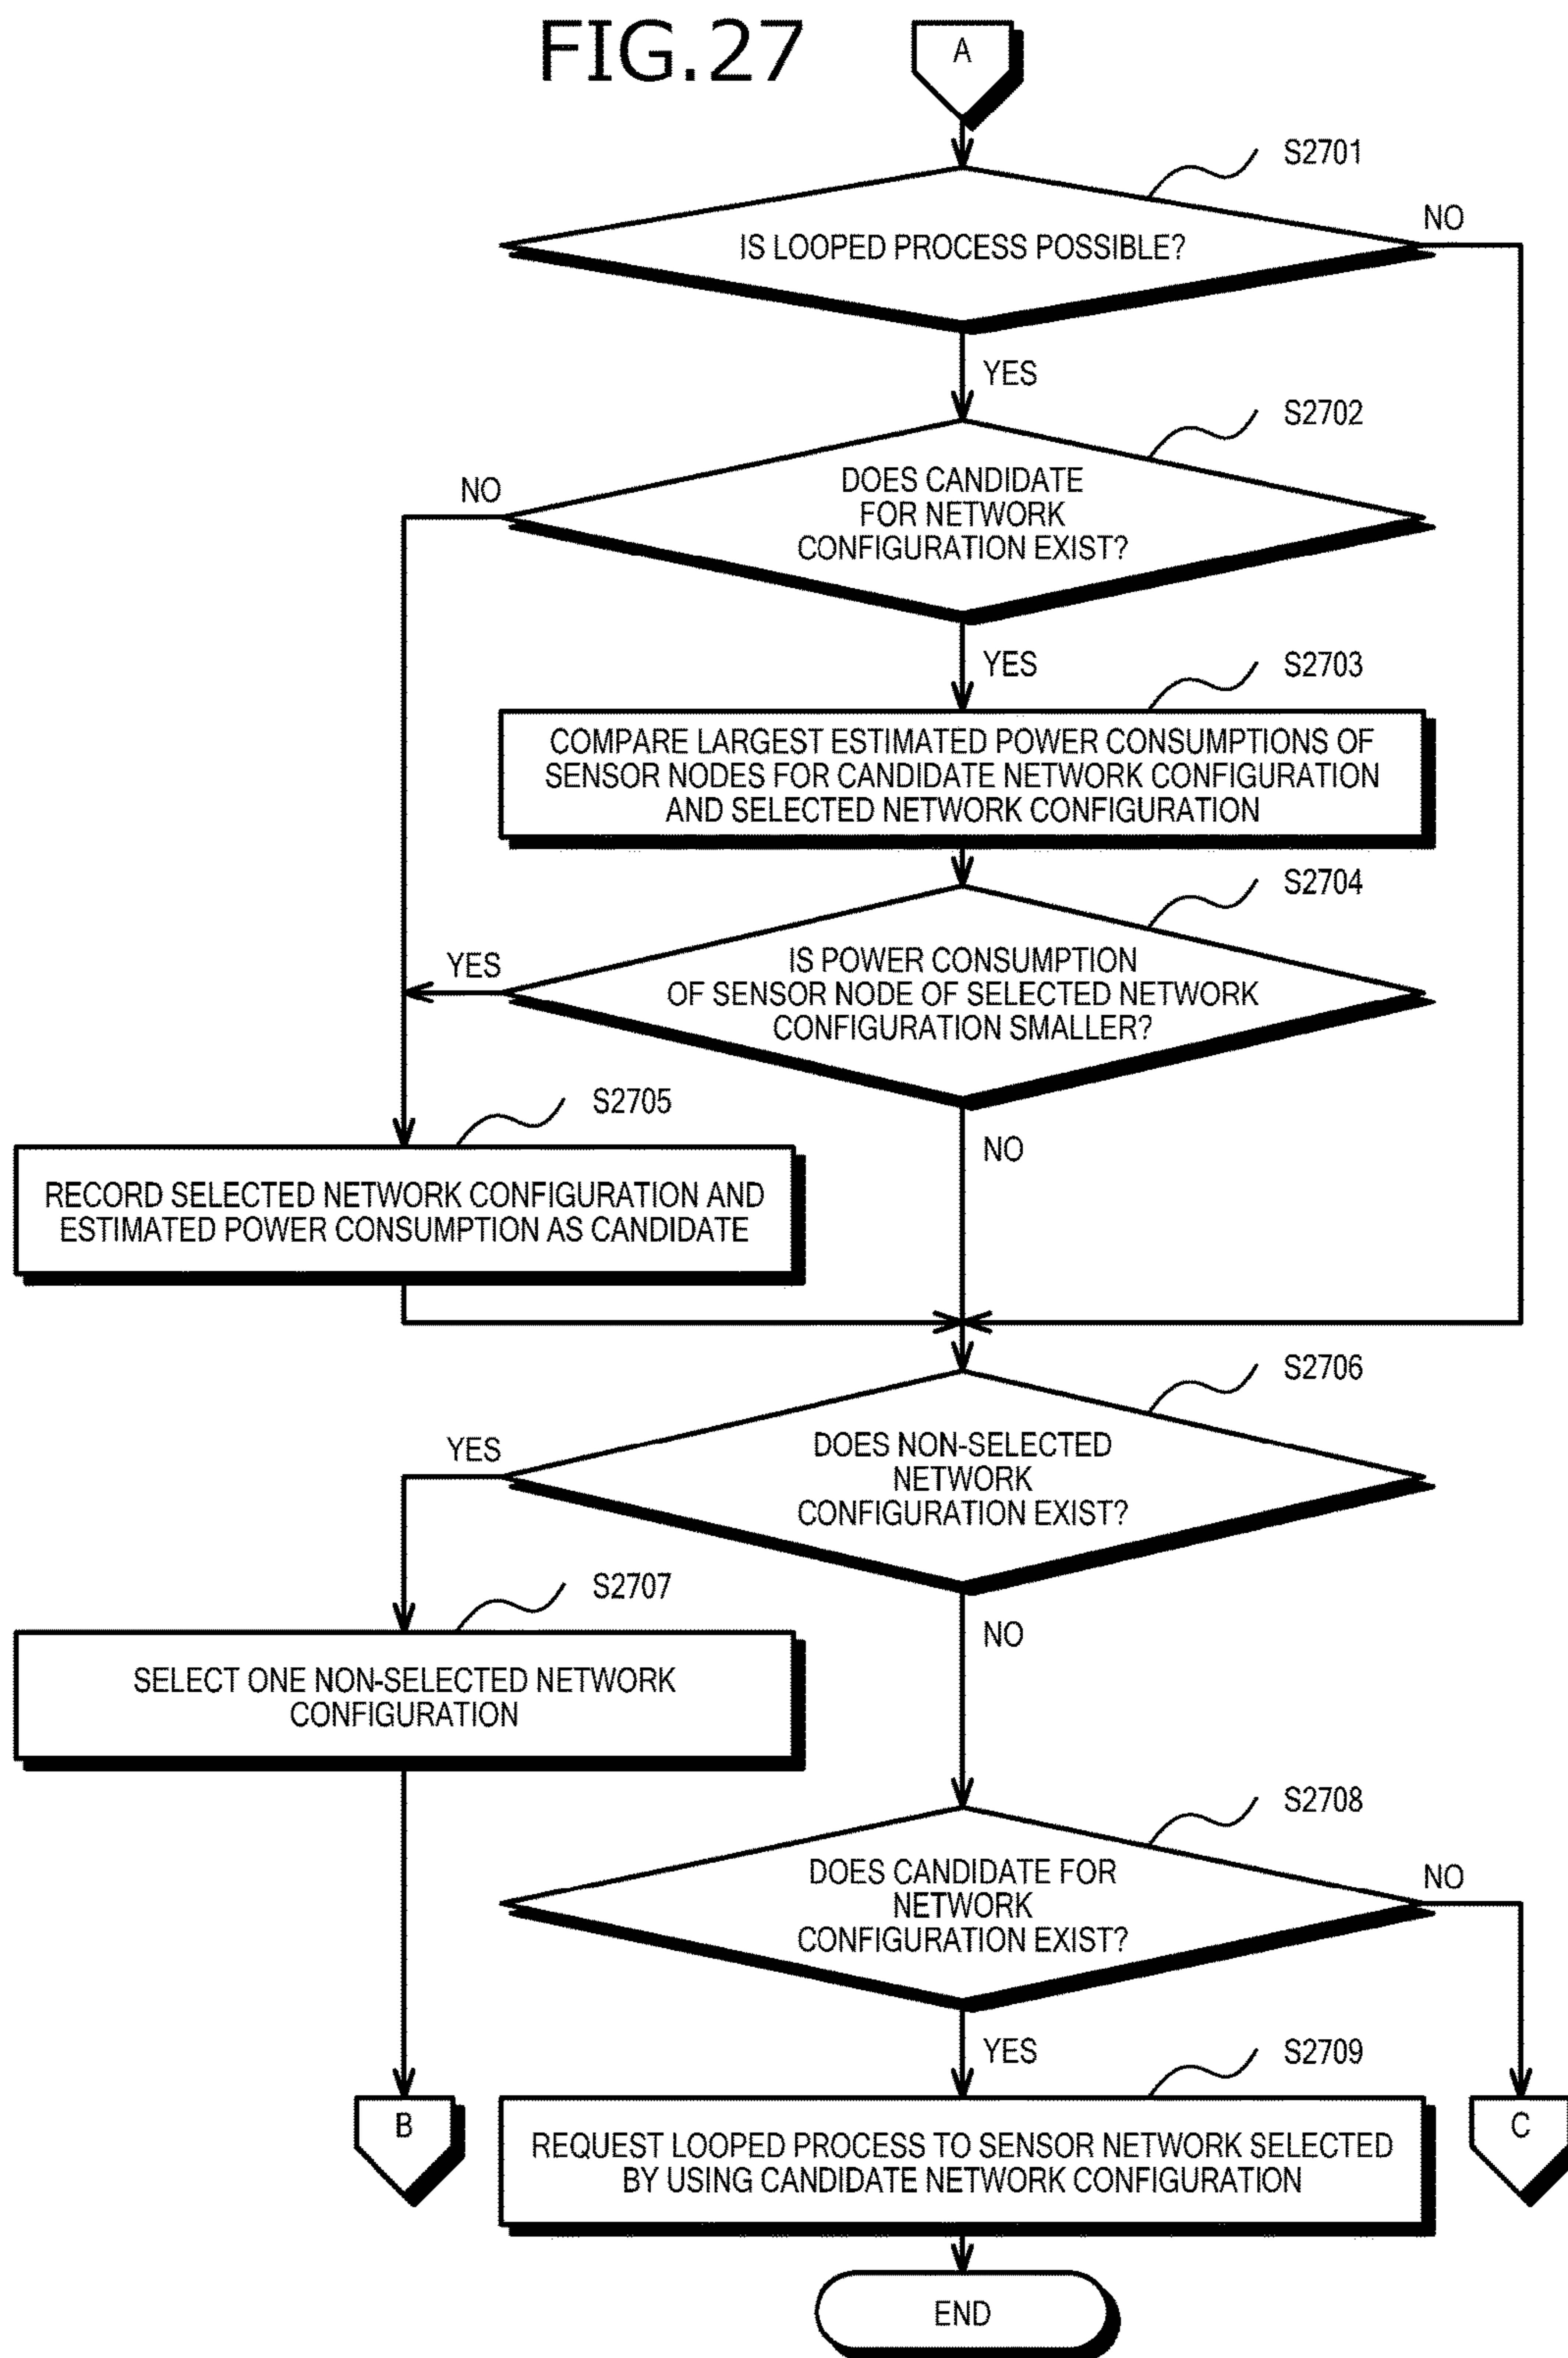 FIG.27
A
S2701
IS LOOPED PROCESS POSSIBLE?
NO
YES
S2702
DOES CANDIDATE
FOR NETWORK
CONFIGURATION EXIST?
NO
YES
S2703
COMPARE LARGEST ESTIMATED POWER CONSUMPTIONS OF
SENSOR NODES FOR CANDIDATE NETWORK CONFIGURATION
AND SELECTED NETWORK CONFIGURATION
S2704
IS POWER CONSUMPTION
OF SENSOR NODE OF SELECTED NETWORK
CONFIGURATION SMALLER?
YES
NO
S2705
RECORD SELECTED NETWORK CONFIGURATION AND
ESTIMATED POWER CONSUMPTION AS CANDIDATE
S2706
DOES NON-SELECTED
NETWORK
CONFIGURATION EXIST?
YES
NO
S2707
SELECT ONE NON-SELECTED NETWORK
CONFIGURATION
S2708
DOES CANDIDATE FOR
NETWORK
CONFIGURATION EXIST?
NO
YES
S2709
B
REQUEST LOOPED PROCESS TO SENSOR NETWORK SELECTED
BY USING CANDIDATE NETWORK CONFIGURATION
C
END